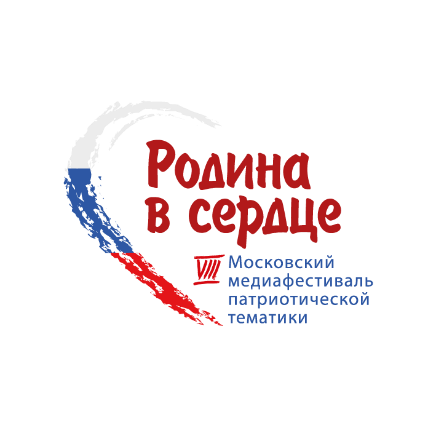 Родина
в сердце
VIII Московский
медиафестиваль
патриотической
тематики